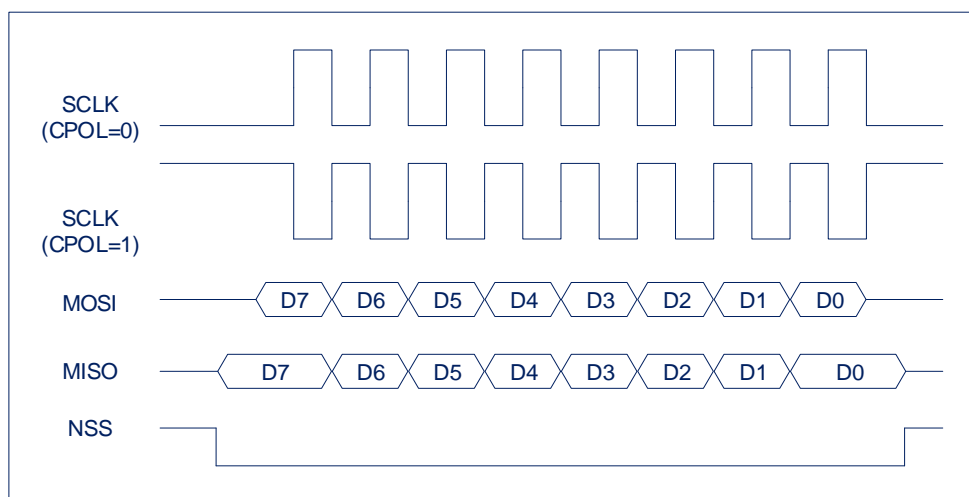 SCLK
(CPOL=0)
SCLK
(CPOL=1)
MOSI D7 D6 D5 D4 D3 D2 D1 D0
MISO D7 D6 D5 D4 D3 D2 D1 D0
NSS